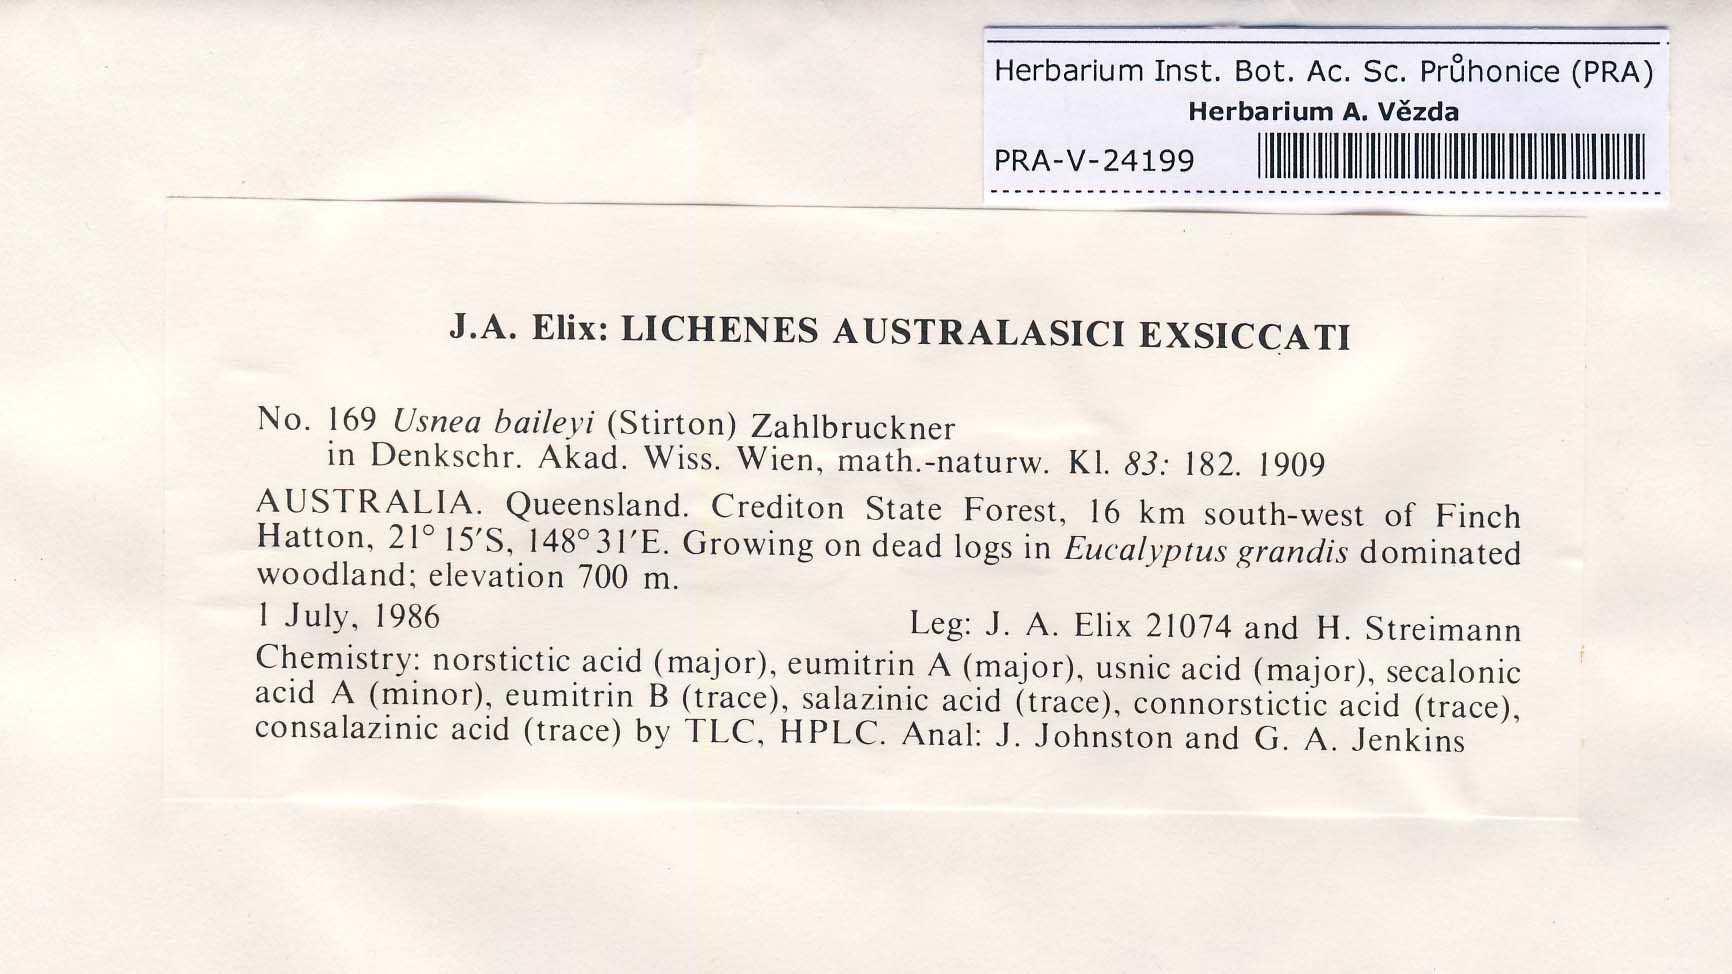 Herbarium Inst. Bot. Ac. Sc. Průhonice (PRA)
Herbarium A. Vězda
PRA-V-24199
J.A. Elix: LICHENES AUSTRALASICI EXSICCATI
No. 169 Usnea baileyi (Stirton) Zahlbruckner
in Denkschr. Akad. Wiss. Wien, math.-naturw. Kl. 83: 182. 1909
AUSTRALIA. Queensland. Crediton State Forest, 16 km south-west of Finch
Hatton, 21° 15′S, 148° 31′E. Growing on dead logs in Eucalyptus grandis dominated
woodland; elevation 700 m.
1 July, 1986 Leg: J. A. Elix 21074 and H. Streimann
Chemistry: norstictic acid (major), eumitrin A (major), usnic acid (major), secalonic
acid A (minor), eumitrin B (trace), salazinic acid (trace), connorstictic acid (trace),
consalazinic acid (trace) by TLC, HPLC. Anal: J. Johnston and G. A. Jenkins